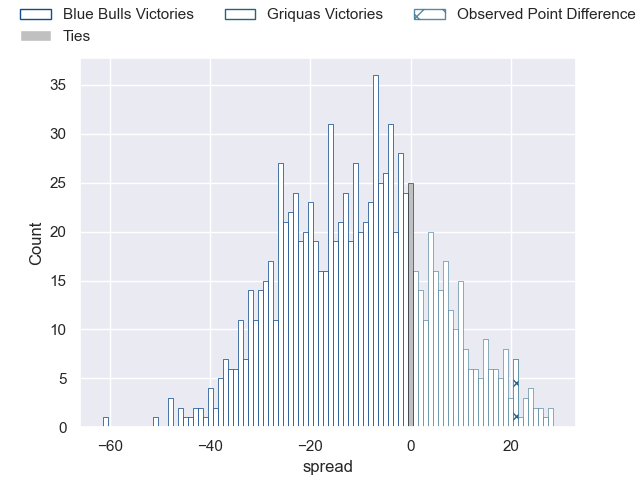 Blue Bulls Victories Griquas Victories Observed Point Difference
Ties
35
30
25
20
15
10
5
0
Count
−60 −40 −20 0 20
spread